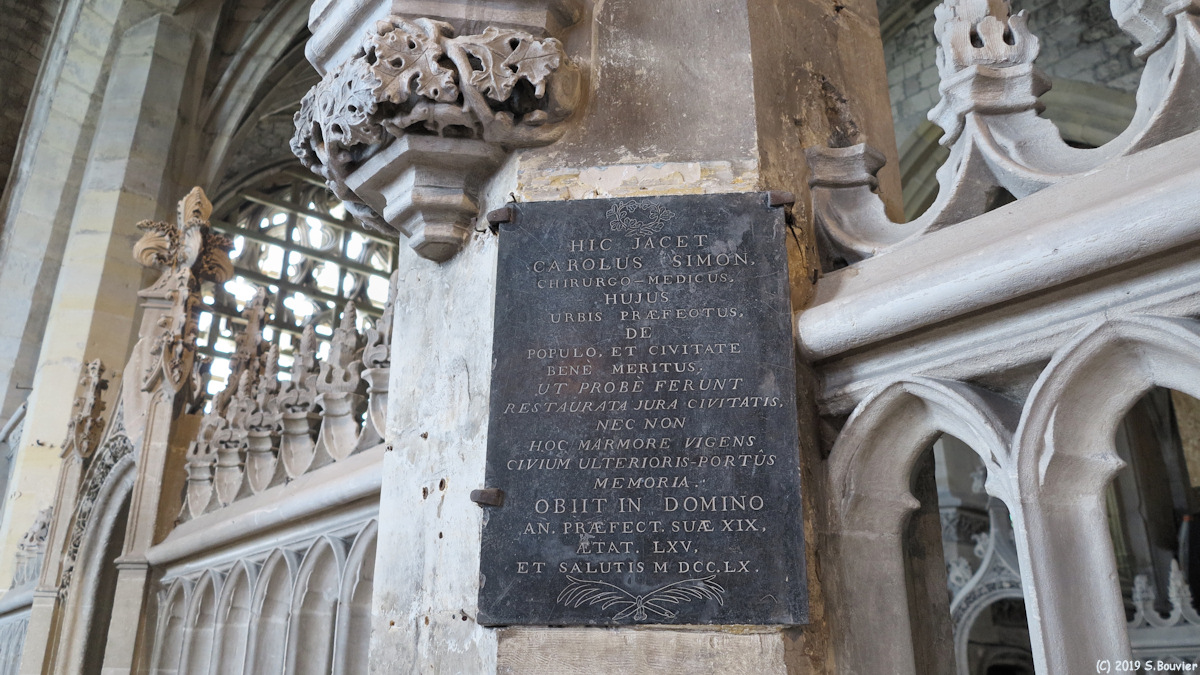 HIC JACET
CAROLUS SIMON,
CHIRURGO-MEDICUS,
HUJUS
URBIS PRÆFECTUS,
DE
POPULO, ET CIVITATE
BENÈ MERITUS,
UT PROBÈ FERUNT
RESTAURATA JURA CIVITATIS,
NEC NON
HOC MARMORE VIGENS
CIVIUM ULTERIORIS-PORTÛS
MEMORIA.
OBIIT IN DOMINO
AN. PRÆFECT. SUÆ XIX,
ÆTAT. LXV,
ET SALUTIS M DCC.LX.
(C) 2019 S.Bouvier